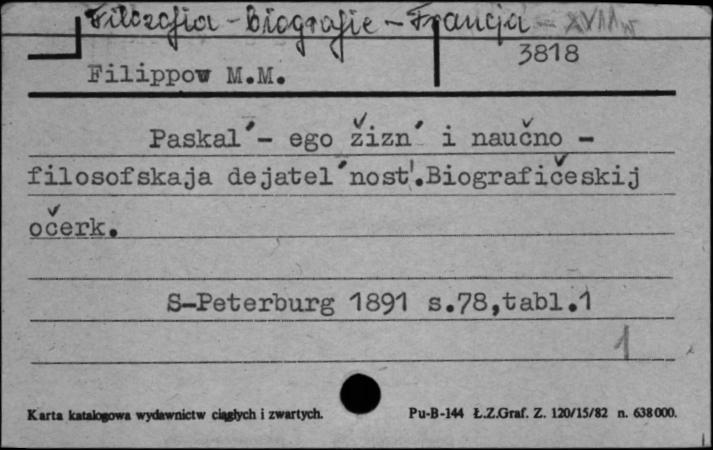 Filozofia - biografie - Francja - XVII w
3818
Filippow M.M.
Paskal´- ego žizn´ i naučno -
filosofskaja dejatel´nost'. Biografičeskij
očerk.
S-Peterburg 1891 s.78,tabl.1
1
Karta katalogowa wydawnictw ciągłych i zwartych. Pu-B-144 Ł.Z.Graf. Z. 120/15/82 n. 638000.